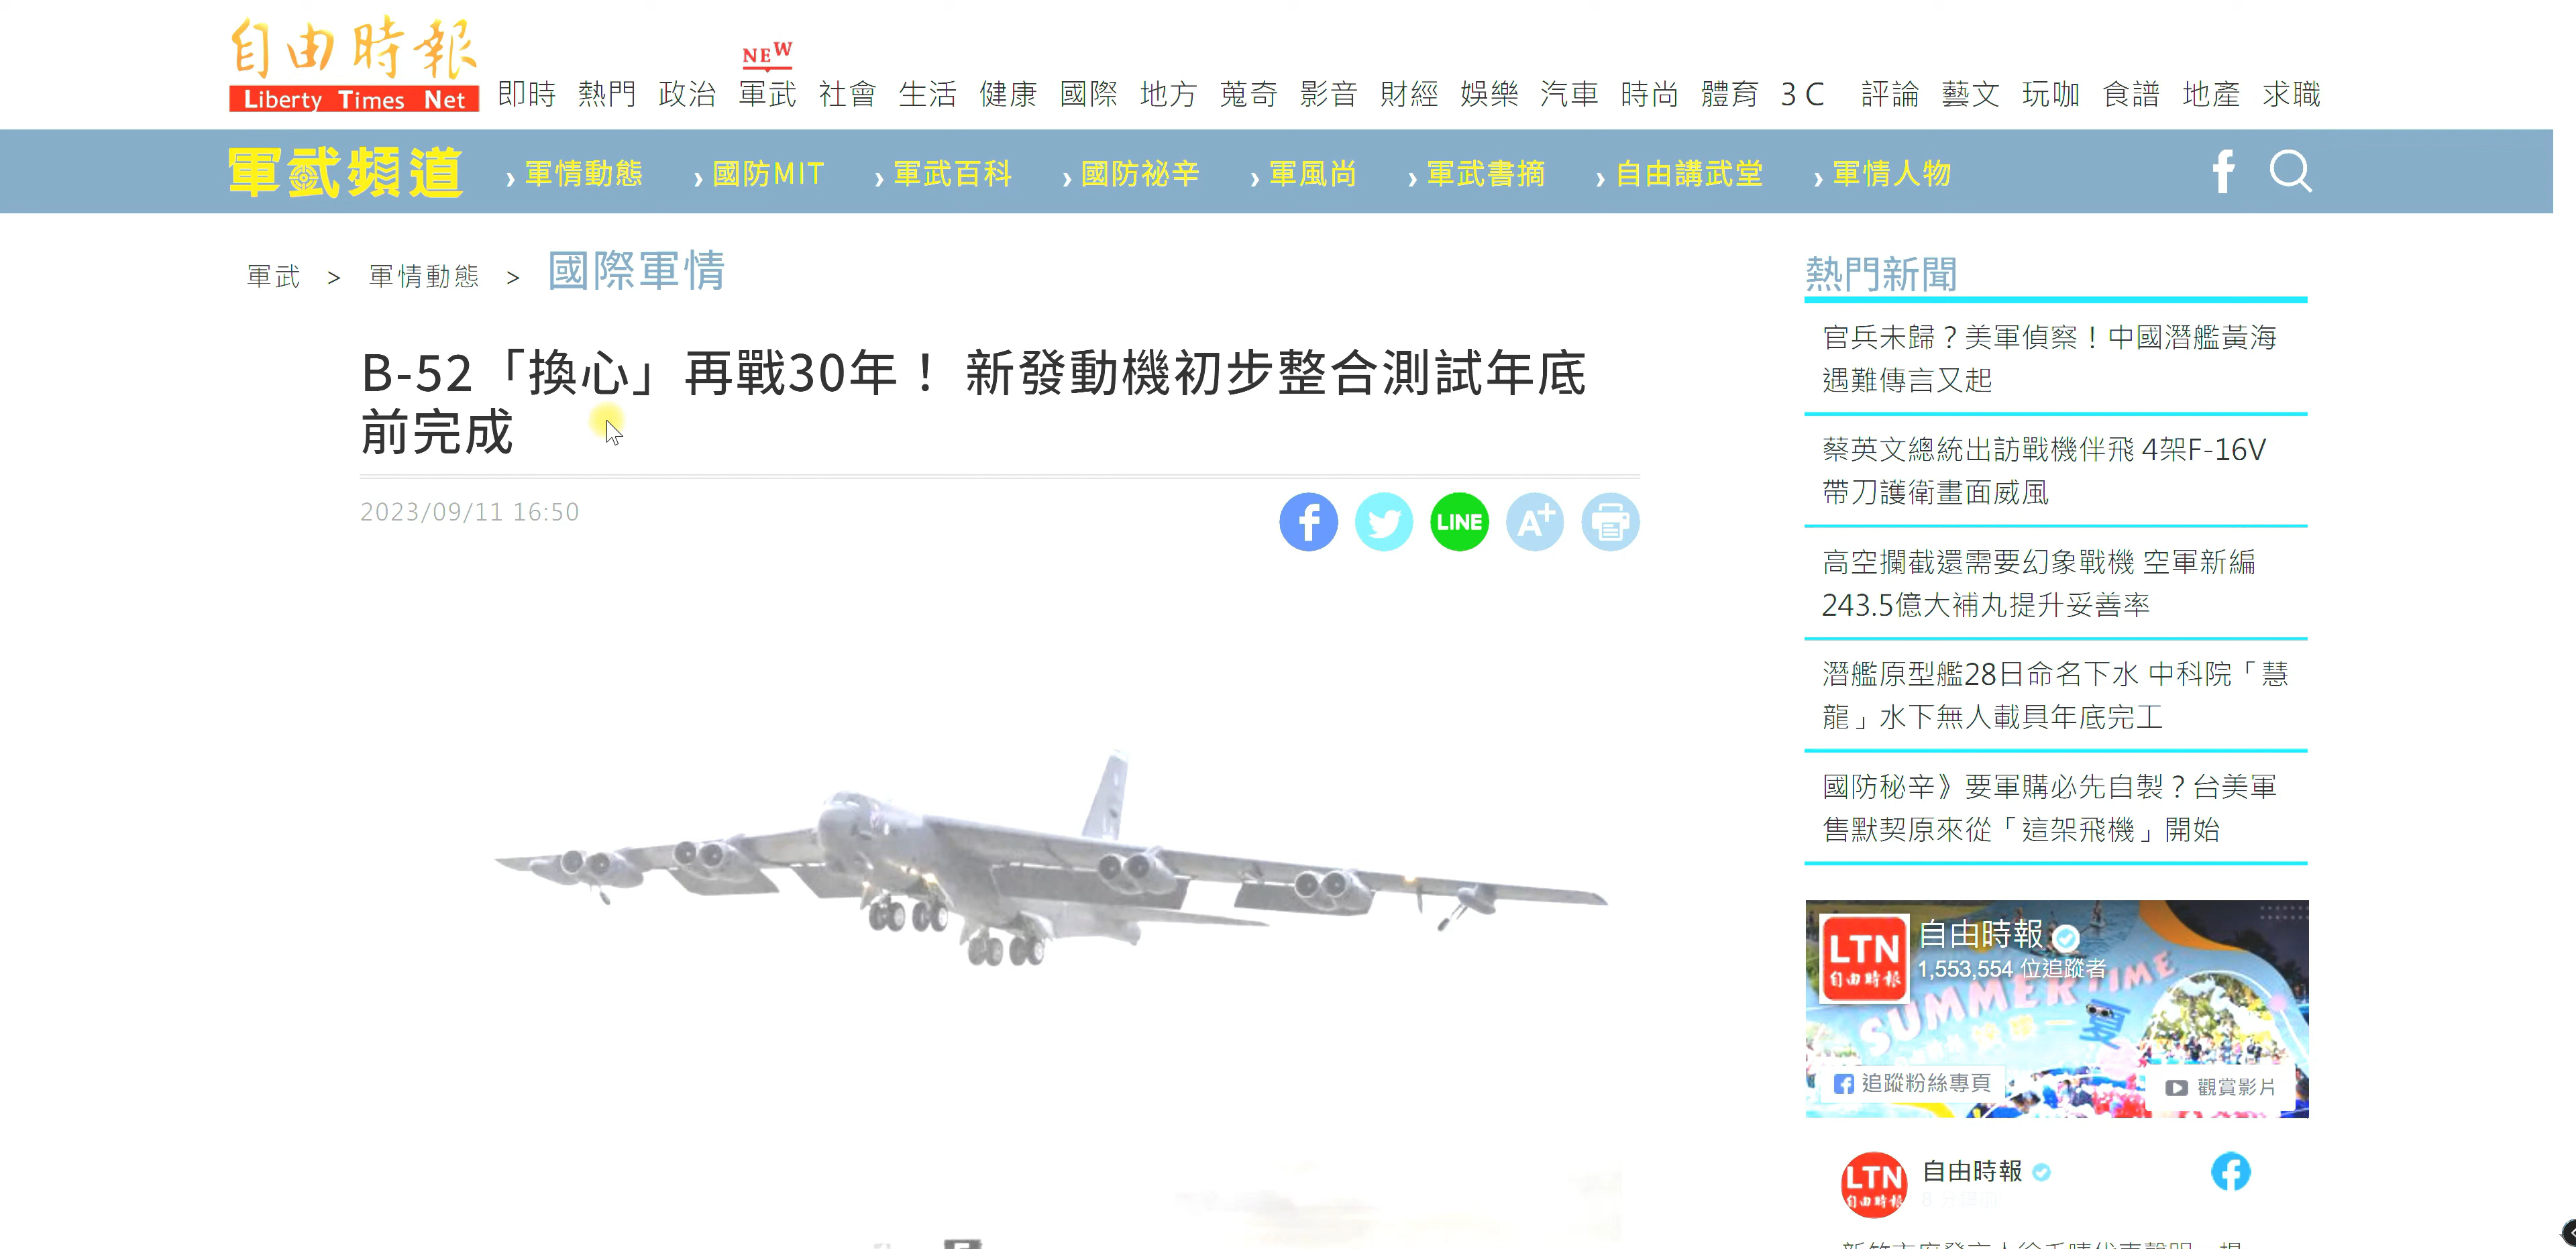 自由時報
Liberty Times Net
NEW
即時 熱門 政治 軍武 社會 生活 健康 國際 地方 蒐奇 影音 財經 娛樂 汽車 時尚 體育 3C 評論 藝文 玩咖 食譜 地產 求職
軍武頻道
› 軍情動態 › 國防MIT › 軍武百科 › 國防祕辛 › 軍風尚 › 軍武書摘 › 自由講武堂 › 軍情人物
軍武 > 軍情動態 > 國際軍情
B-52「換心」再戰30年！ 新發動機初步整合測試年底
前完成
2023/09/11 16:50
LINE
A+
熱門新聞
官兵未歸？美軍偵察！中國潛艦黃海
遇難傳言又起
蔡英文總統出訪戰機伴飛 4架F-16V
帶刀護衛畫面威風
高空攔截還需要幻象戰機 空軍新編
243.5億大補丸提升妥善率
潛艦原型艦28日命名下水 中科院「慧
龍」水下無人載具年底完工
國防秘辛》要軍購必先自製？台美軍
售默契原來從「這架飛機」開始
LTN
自由時報
自由時報
1,553,554 位追蹤者
SUMMERTIME
夏
追蹤粉絲專頁
觀賞影片
LTN
自由時報
自由時報